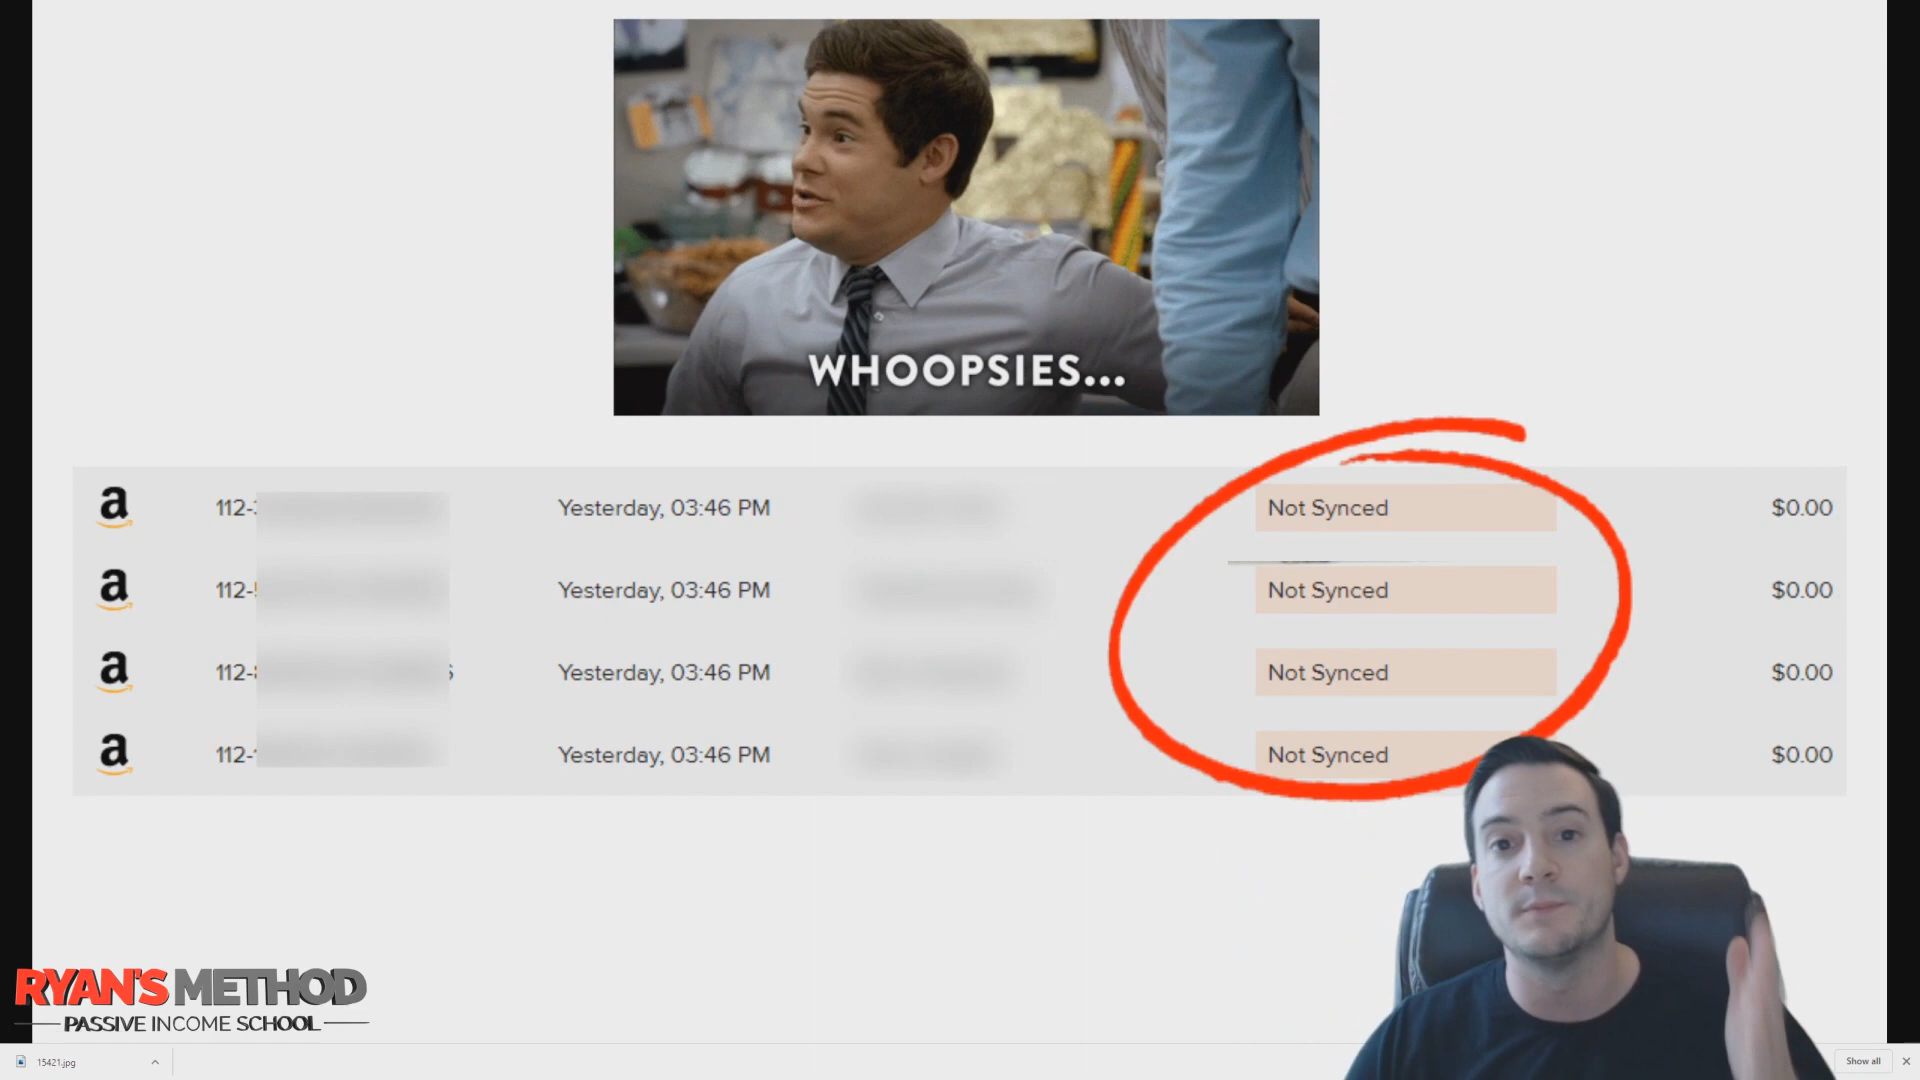 WHOOPSIES...
a 112- Yesterday, 03:46 PM Not Synced $0.00
a 112- Yesterday, 03:46 PM Not Synced $0.00
a 112- Yesterday, 03:46 PM Not Synced $0.00
a 112- Yesterday, 03:46 PM Not Synced $0.00
RYAN'S METHOD
PASSIVE INCOME SCHOOL
15421.jpg
Show all